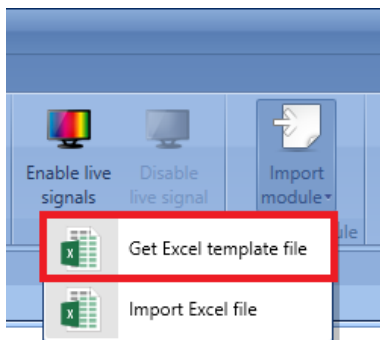 Enable live
signals
Disable
live signal
Import
module
Get Excel template file
Import Excel file